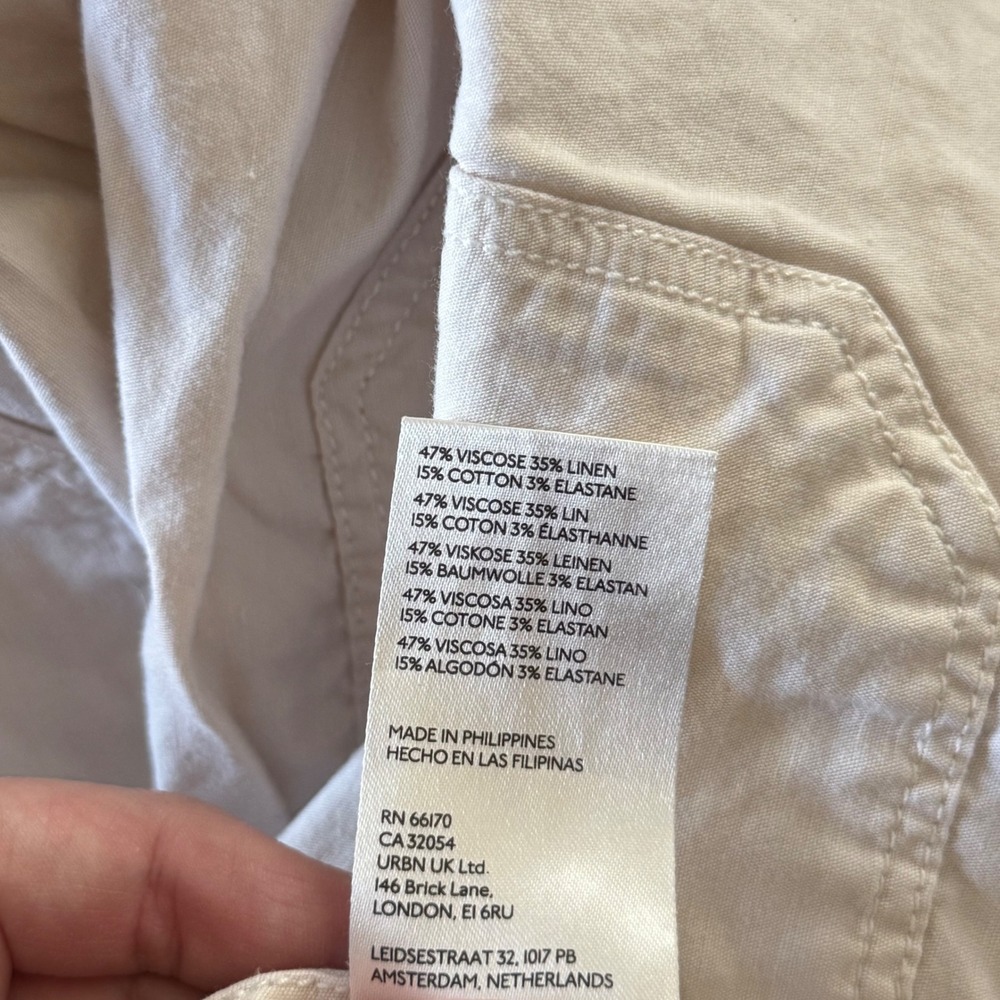 47% VISCOSE 35% LINEN
15% COTTON 3% ELASTANE
47% VISCOSE 35% LIN
15% COTON 3% ÉLASTHANNE
47% VISKOSE 35% LEINEN
15% BAUMWOLLE 3% ELASTAN
47% VISCOSA 35% LINO
15% COTONE 3% ELASTAN
47% VISCOSA 35% LINO
15% ALGODÓN 3% ELASTANE
MADE IN PHILIPPINES
HECHO EN LAS FILIPINAS
RN 66170
CA 32054
URBN UK Ltd.
146 Brick Lane,
LONDON, E1 6RU
LEIDSESTRAAT 32, 1017 PB
AMSTERDAM, NETHERLANDS